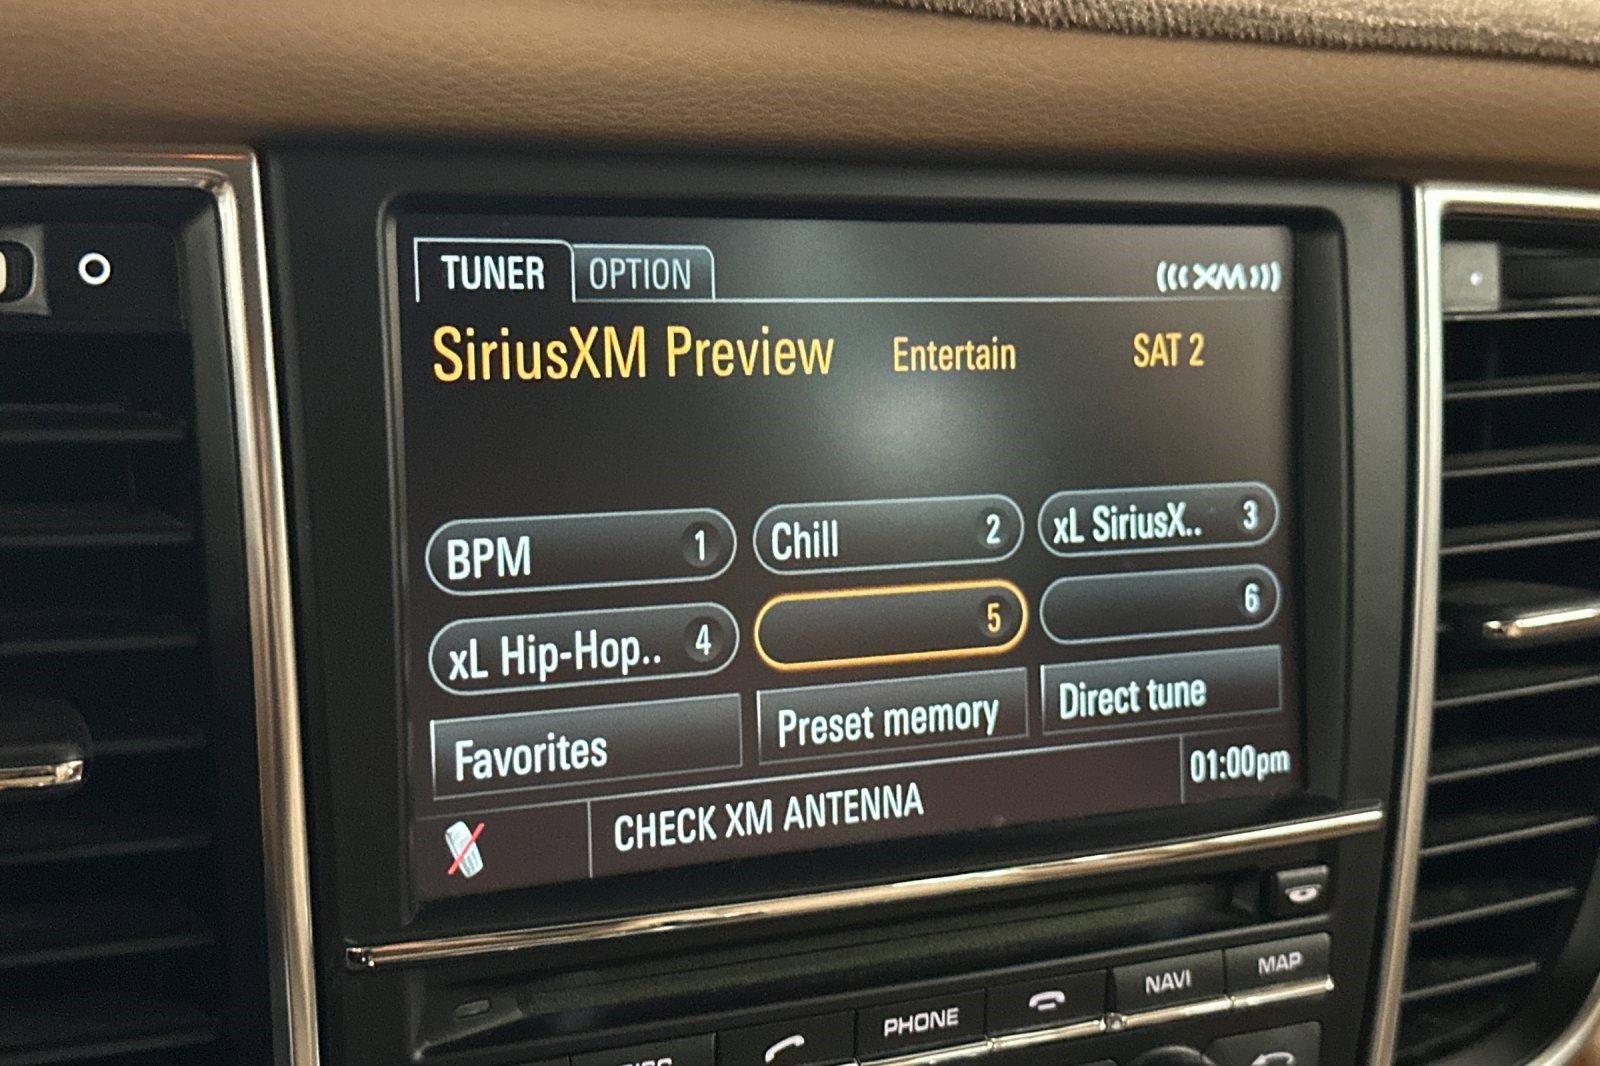 TUNER OPTION (((XM)))
SiriusXM Preview Entertain SAT 2
BPM 1 Chill 2 xL SiriusX.. 3
xL Hip-Hop.. 4 5 6
Favorites Preset memory Direct tune
CHECK XM ANTENNA 01:00pm
PHONE NAVI MAP